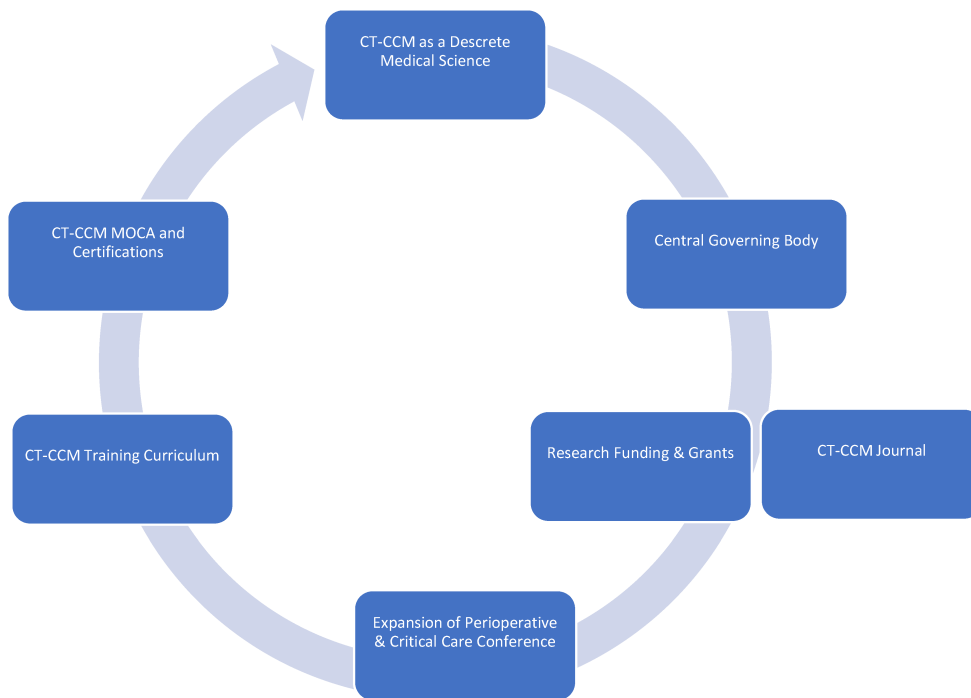 CT-CCM as a Descrete
Medical Science
Central Governing Body
Research Funding & Grants
CT-CCM Journal
Expansion of Perioperative
& Critical Care Conference
CT-CCM Training Curriculum
CT-CCM MOCA and
Certifications